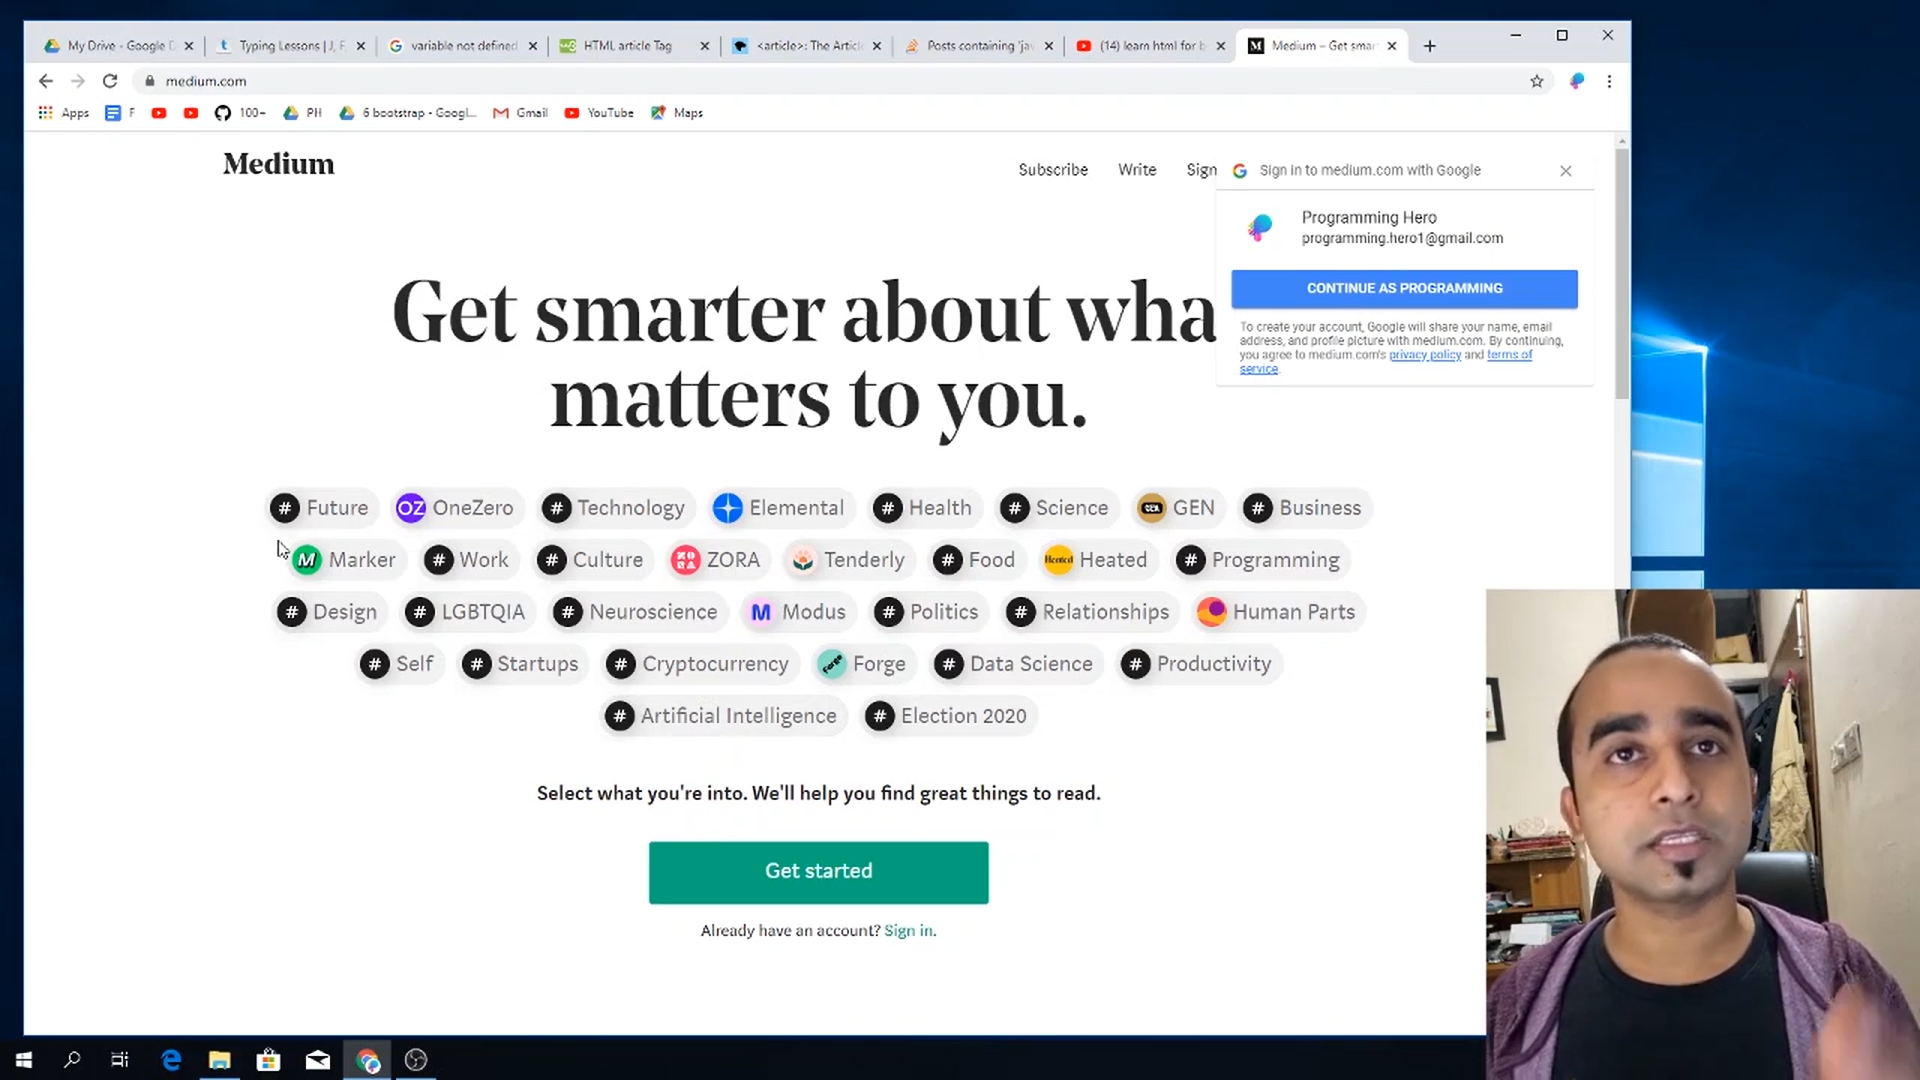 My Drive - Google D
Typing Lessons | J, F,
variable not defined
HTML article Tag
<article>: The Article
Posts containing 'jav
(14) learn html for b
Medium – Get smar
medium.com
Apps
F
100+
PH
6 bootstrap - Googl...
Gmail
YouTube
Maps
Medium
Subscribe
Write
Sign
Sign in to medium.com with Google
Programming Hero
programming.hero1@gmail.com
CONTINUE AS PROGRAMMING
To create your account, Google will share your name, email
address, and profile picture with medium.com. By continuing,
you agree to medium.com's privacy policy and terms of
service.
Get smarter about wha
matters to you.
# Future
OZ OneZero
# Technology
Elemental
# Health
# Science
GEN GEN
# Business
M Marker
# Work
# Culture
ZORA ZORA
Tenderly
# Food
Heated Heated
# Programming
# Design
# LGBTQIA
# Neuroscience
M Modus
# Politics
# Relationships
Human Parts
# Self
# Startups
# Cryptocurrency
Forge Forge
# Data Science
# Productivity
# Artificial Intelligence
# Election 2020
Select what you're into. We'll help you find great things to read.
Get started
Already have an account? Sign in.